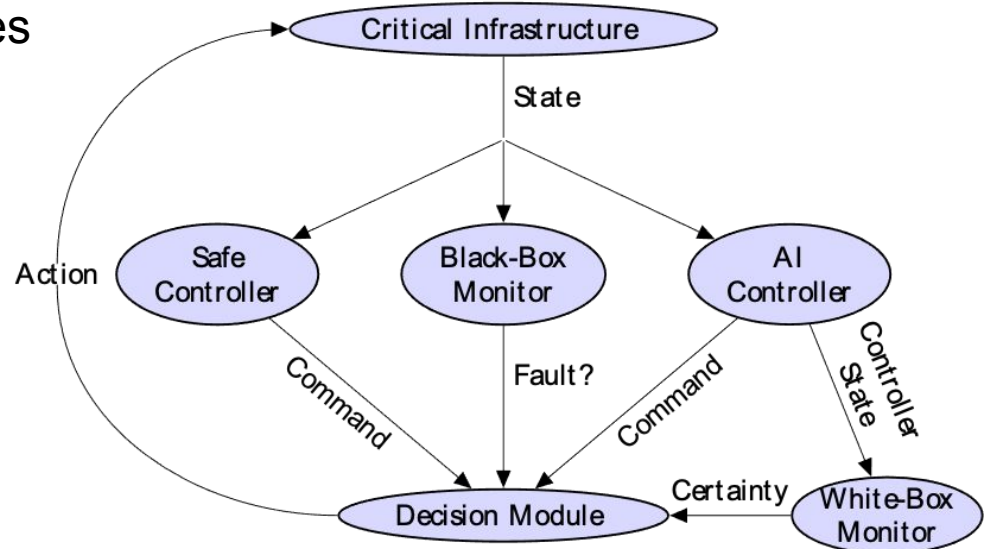 es
Critical Infrastructure
State
Safe
Controller
Black-Box
Monitor
AI
Controller
Action
Command
Fault?
Command
Controller
State
Certainty
White-Box
Monitor
Decision Module